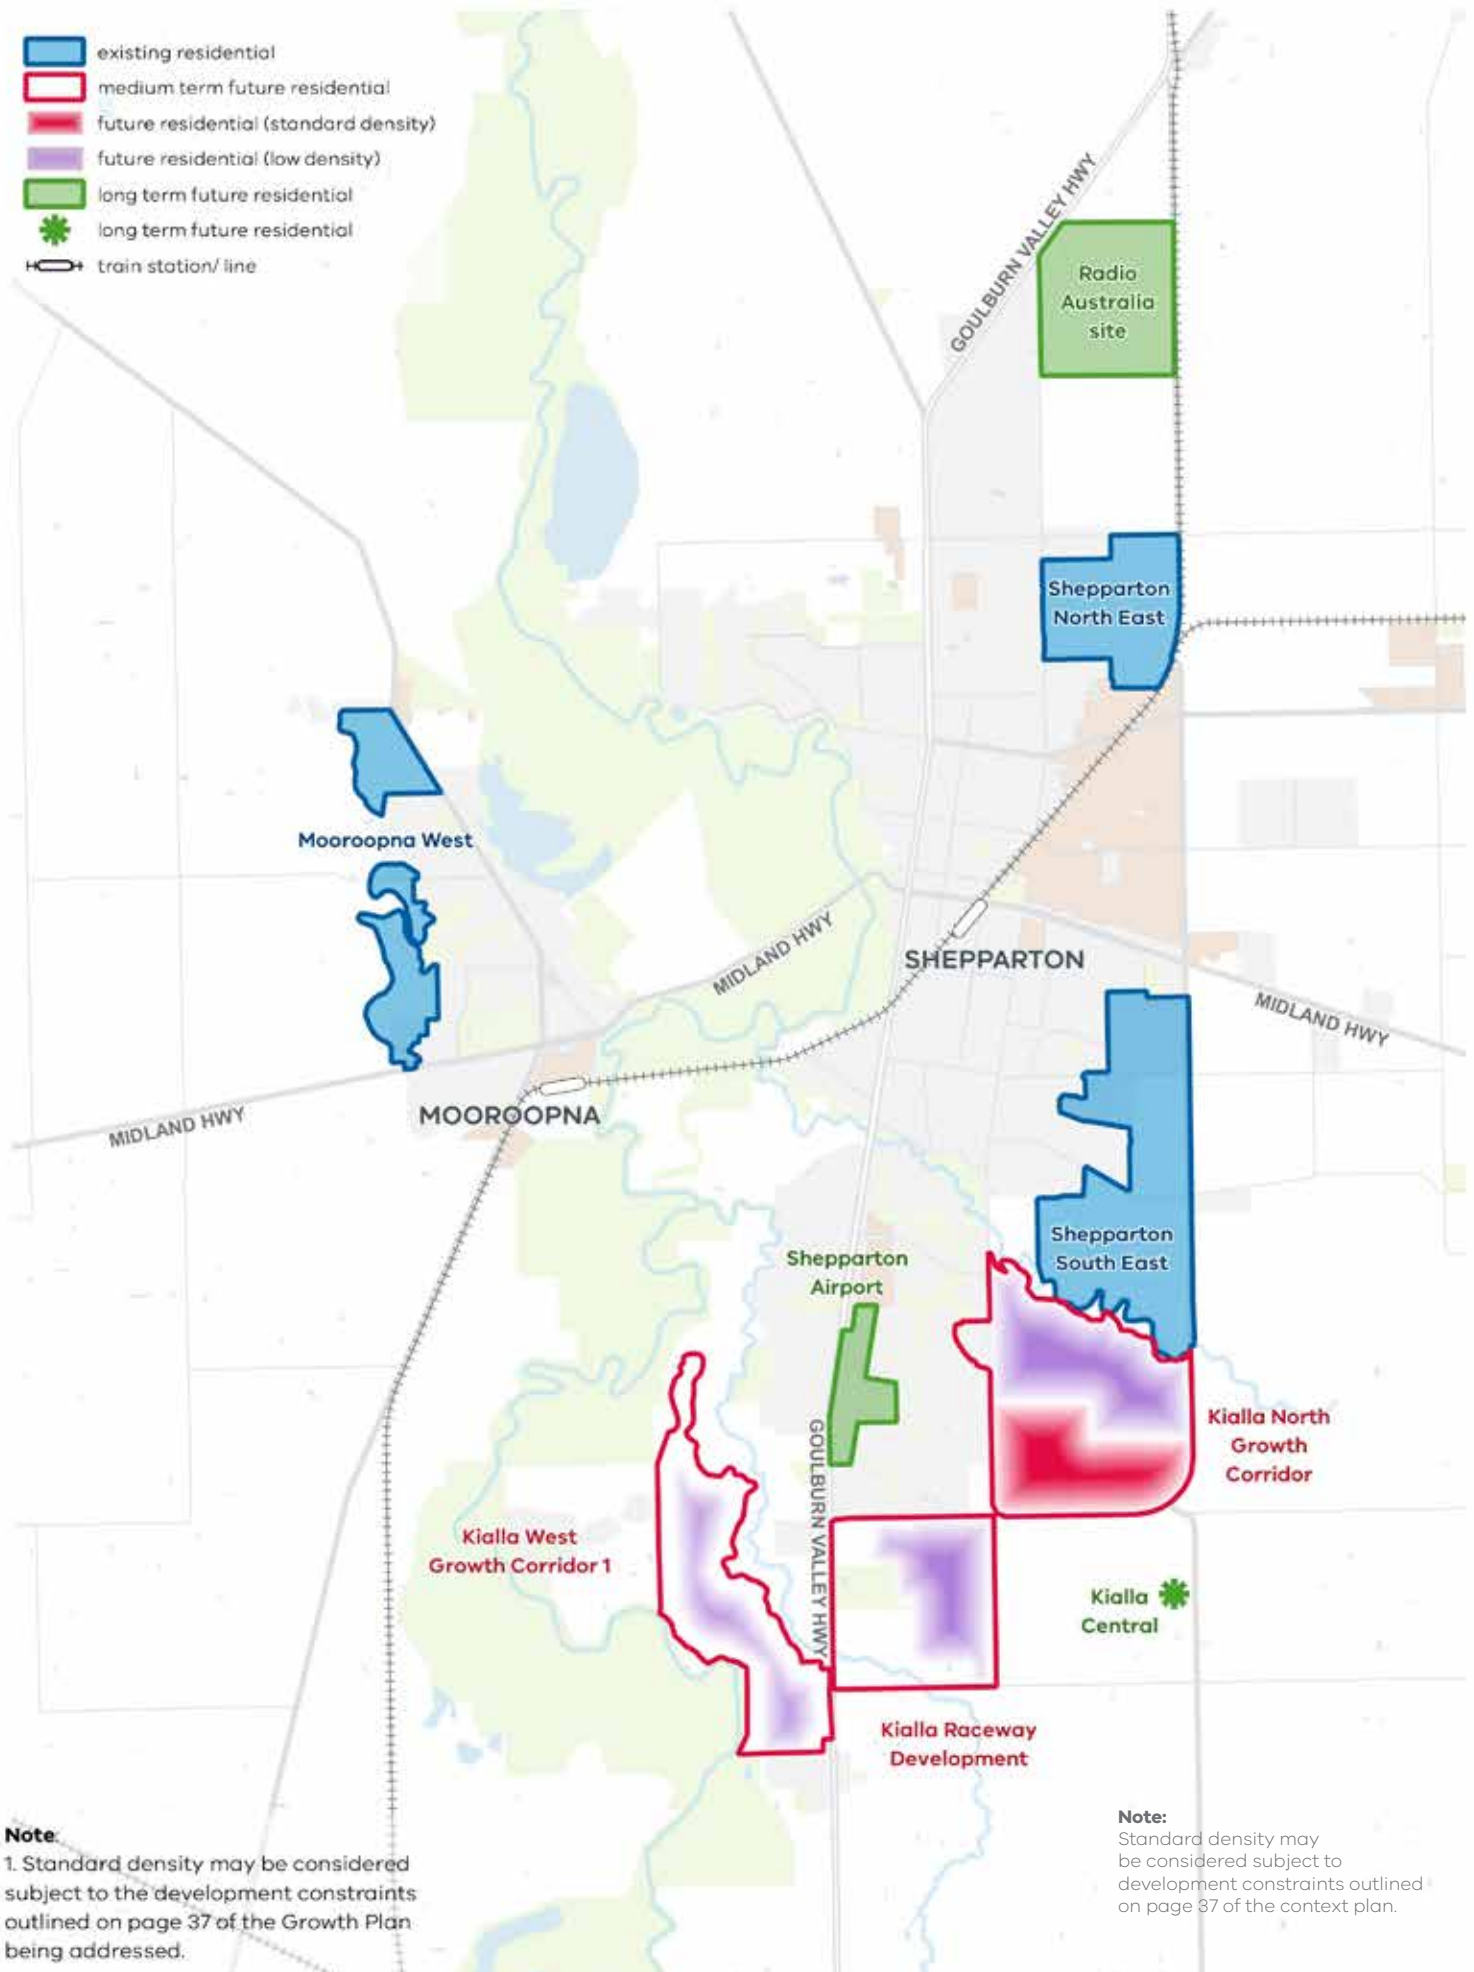 existing residential
medium term future residential
future residential (standard density)
future residential (low density)
long term future residential
long term future residential
train station/ line
GOULBURN VALLEY HWY
Radio
Australia
site
Shepparton
North East
Mooroopna West
MIDLAND HWY
SHEPPARTON
MIDLAND HWY
MOOROOPNA
MIDLAND HWY
Shepparton
South East
Shepparton
Airport
Kialla North
Growth
Corridor
GOULBURN VALLEY HWY
Kialla West
Growth Corridor 1
Kialla
Central
Kialla Raceway
Development
Note:
1. Standard density may be considered
subject to the development constraints
outlined on page 37 of the Growth Plan
being addressed.
Note:
Standard density may
be considered subject to
development constraints outlined
on page 37 of the context plan.